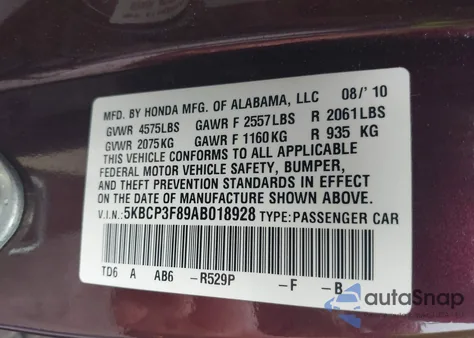 MFD. BY HONDA MFG. OF ALABAMA, LLC 08/'10
GVWR 4575LBS GAWR F 2557LBS R 2061LBS
GVWR 2075KG GAWR F 1160KG R 935 KG
THIS VEHICLE CONFORMS TO ALL APPLICABLE
FEDERAL MOTOR VEHICLE SAFETY, BUMPER,
AND THEFT PREVENTION STANDARDS IN EFFECT
ON THE DATE OF MANUFACTURE SHOWN ABOVE.
V.I.N: 5KBCP3F89AB018928 TYPE: PASSENGER CAR
TD6 A AB6 -R529P -F -B
autoSnap